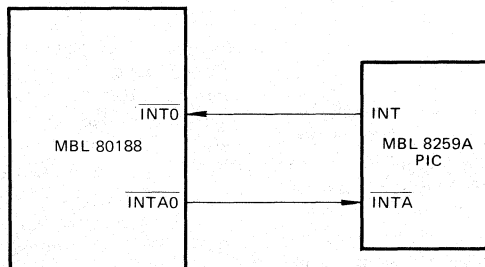 INT0
INT
MBL 80188
MBL 8259A
PIC
INTA0
INTA